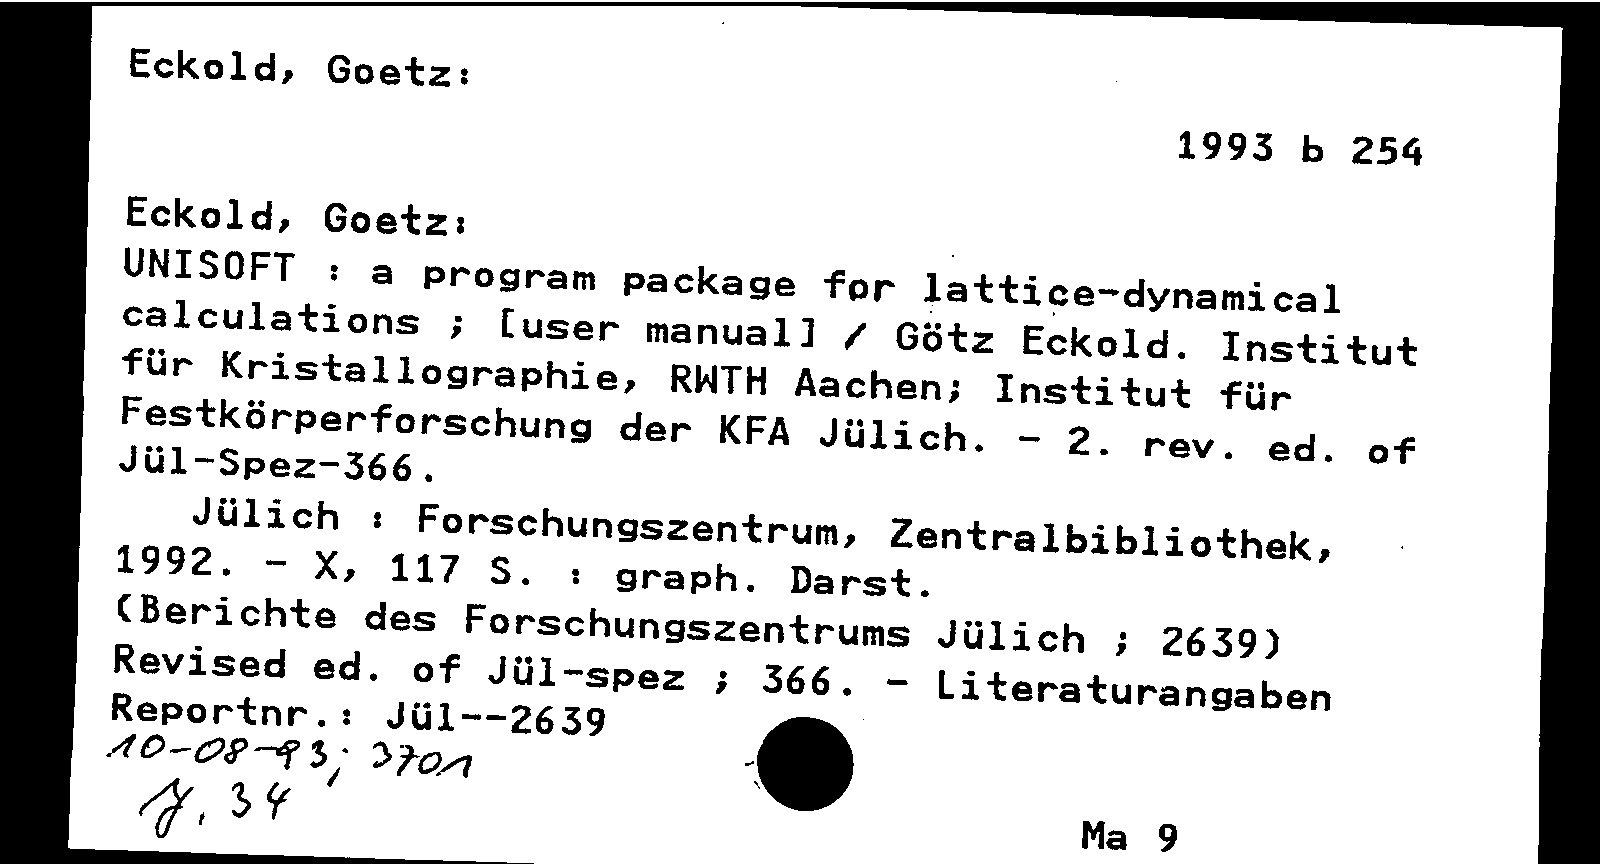 Eckold, Goetz:
1993 b 254
Eckold, Goetz:
UNISOFT : a program package for lattice-dynamical
calculations ; [user manual] / Götz Eckold. Institut
für Kristallographie, RWTH Aachen; Institut für
Festkörperforschung der KFA Jülich. - 2. rev. ed. of
Jül-Spez-366.
Jülich : Forschungszentrum, Zentralbibliothek,
1992. - X, 117 S. : graph. Darst.
(Berichte des Forschungszentrums Jülich ; 2639)
Revised ed. of Jül-spez ; 366. - Literaturangaben
Reportnr.: Jül--2639
10-08-93; 3701
34
Ma 9